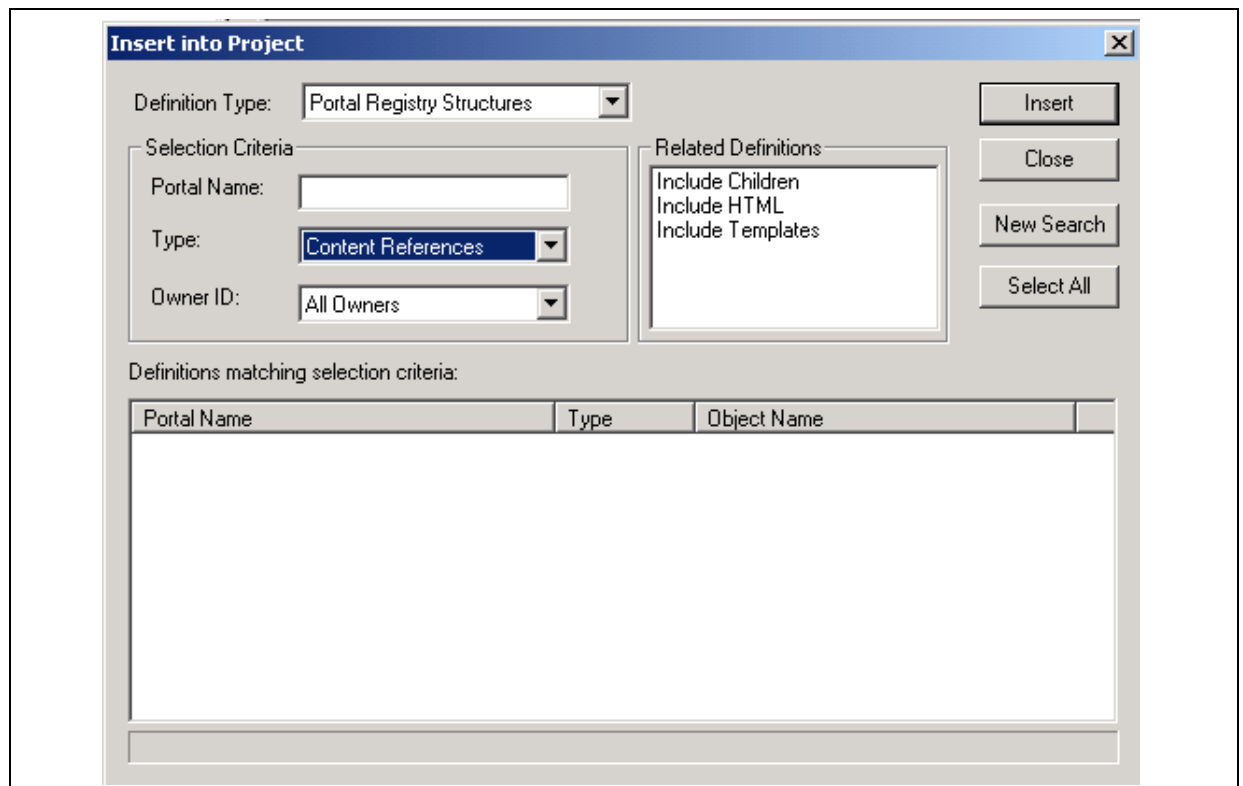 Insert into Project
Definition Type: Portal Registry Structures
Insert
Selection Criteria
Portal Name:
Type: Content References
Owner ID: All Owners
Related Definitions
Include Children
Include HTML
Include Templates
Close
New Search
Select All
Definitions matching selection criteria:
Portal Name Type Object Name